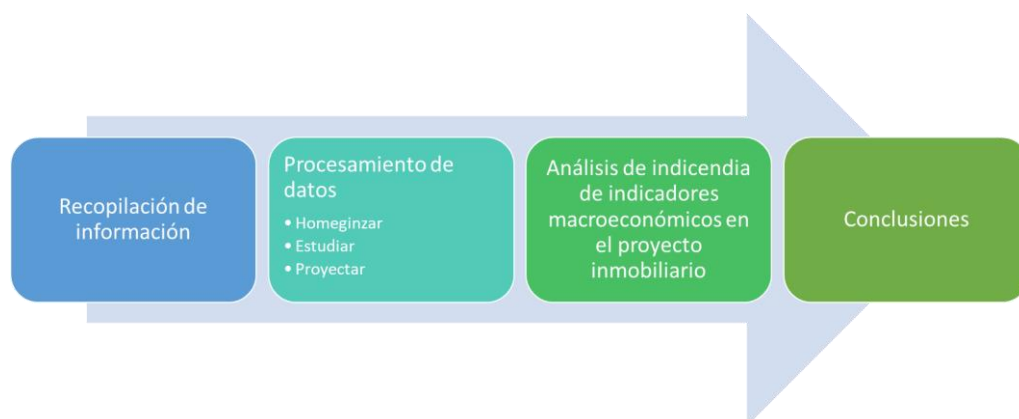 Recopilación de
información
Procesamiento de
datos
• Homeginzar
• Estudiar
• Proyectar
Análisis de indicendia
de indicadores
macroeconómicos en
el proyecto
inmobiliario
Conclusiones